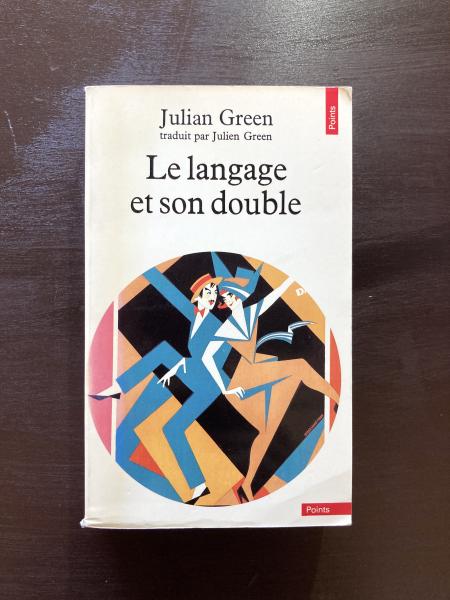 Julian Green
traduit par Julien Green
Points
Le langage
et son double
Points